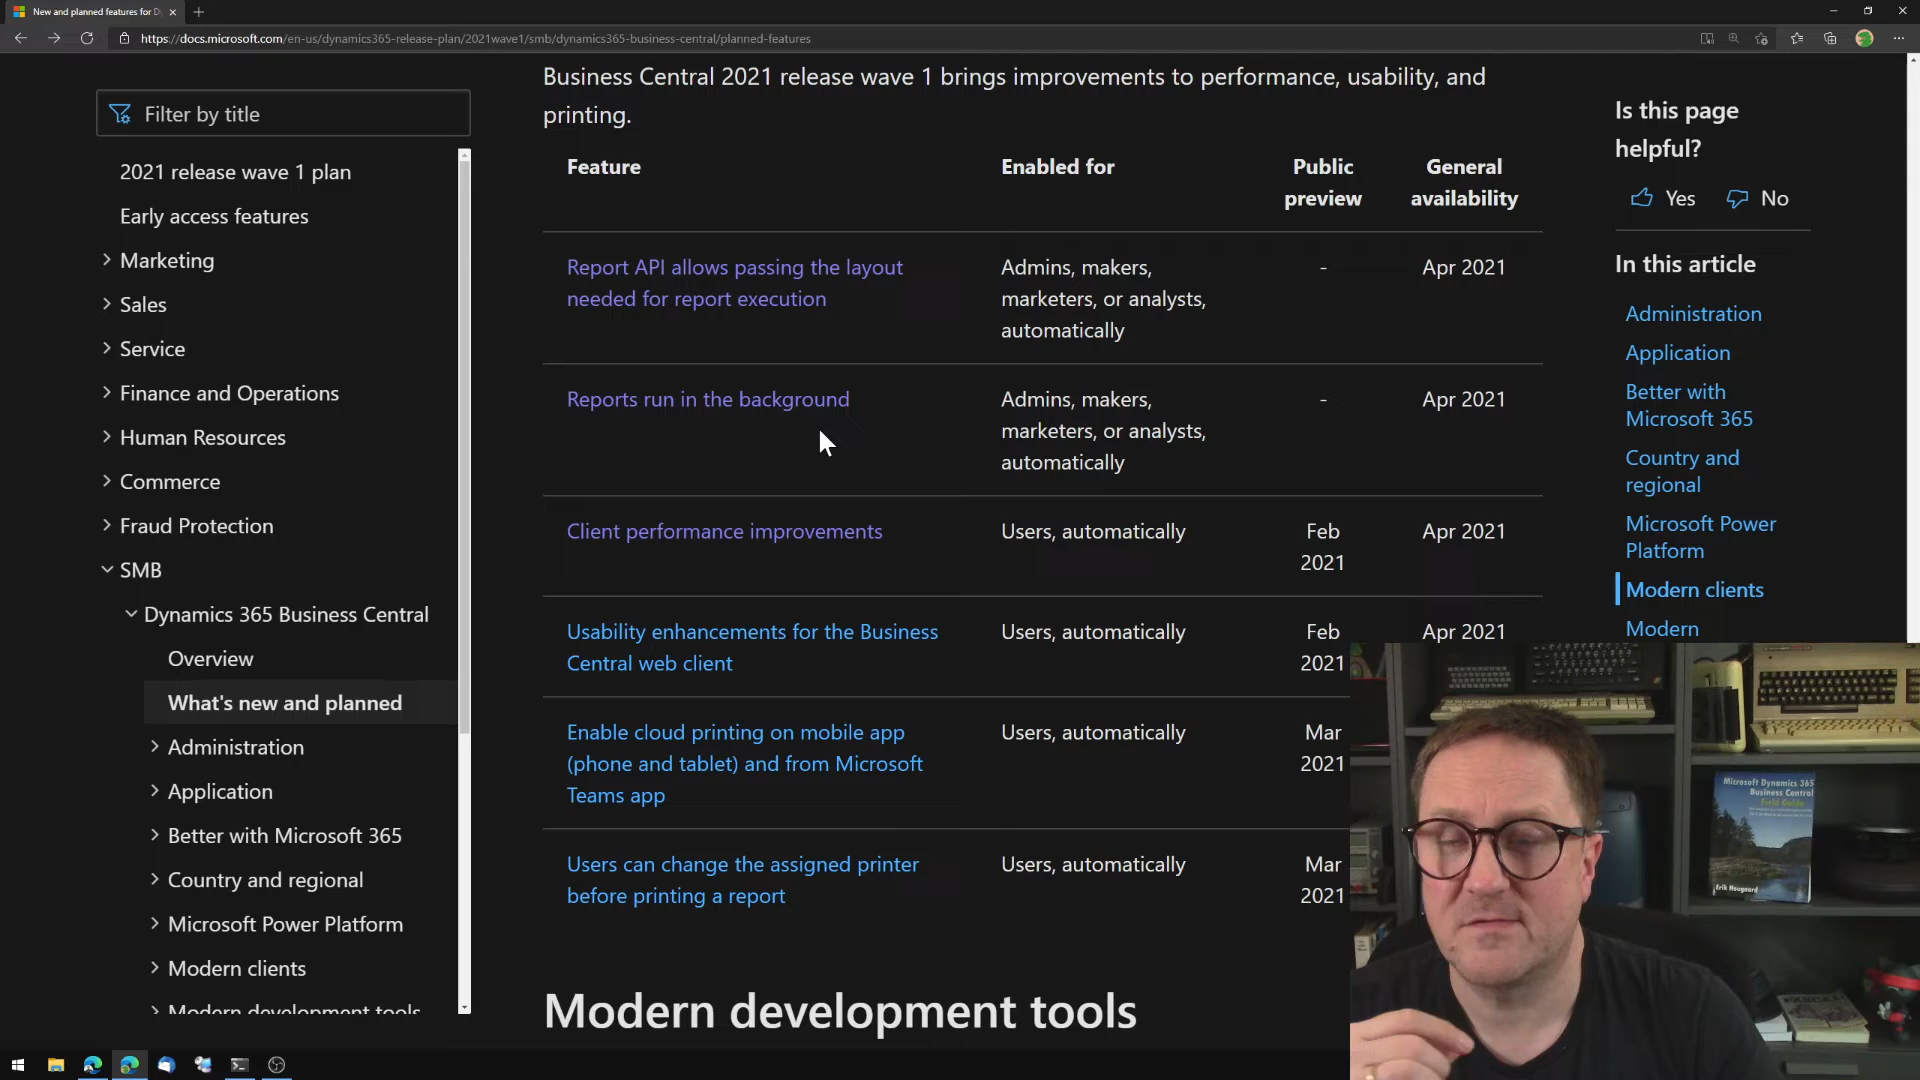 New and planned features for D
https://docs.microsoft.com/en-us/dynamics365-release-plan/2021wave1/smb/dynamics365-business-central/planned-features
Filter by title
2021 release wave 1 plan
Early access features
Marketing
Sales
Service
Finance and Operations
Human Resources
Commerce
Fraud Protection
SMB
Dynamics 365 Business Central
Overview
What's new and planned
Administration
Application
Better with Microsoft 365
Country and regional
Microsoft Power Platform
Modern clients
Modern development tools
Business Central 2021 release wave 1 brings improvements to performance, usability, and
printing.
Feature
Enabled for
Public
preview
General
availability
Report API allows passing the layout
needed for report execution
Admins, makers,
marketers, or analysts,
automatically
-
Apr 2021
Reports run in the background
Admins, makers,
marketers, or analysts,
automatically
-
Apr 2021
Client performance improvements
Users, automatically
Feb
2021
Apr 2021
Usability enhancements for the Business
Central web client
Users, automatically
Feb
2021
Apr 2021
Enable cloud printing on mobile app
(phone and tablet) and from Microsoft
Teams app
Users, automatically
Mar
2021
Users can change the assigned printer
before printing a report
Users, automatically
Mar
2021
Modern development tools
Is this page
helpful?
Yes
No
In this article
Administration
Application
Better with
Microsoft 365
Country and
regional
Microsoft Power
Platform
Modern clients
Modern
Microsoft Dynamics 365
Business Central
Field Guide
Erik Hougaard